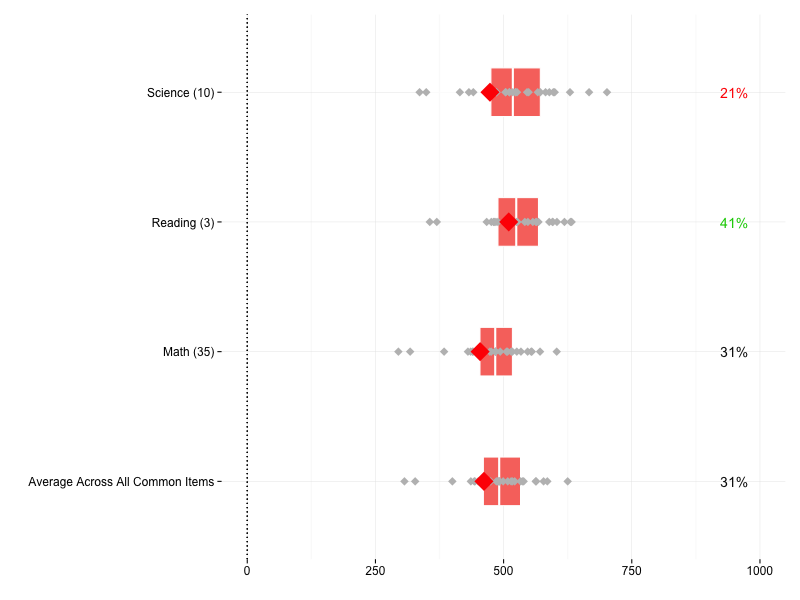 Science (10)
21%
Reading (3)
41%
Math (35)
31%
Average Across All Common Items
31%
0
250
500
750
1000